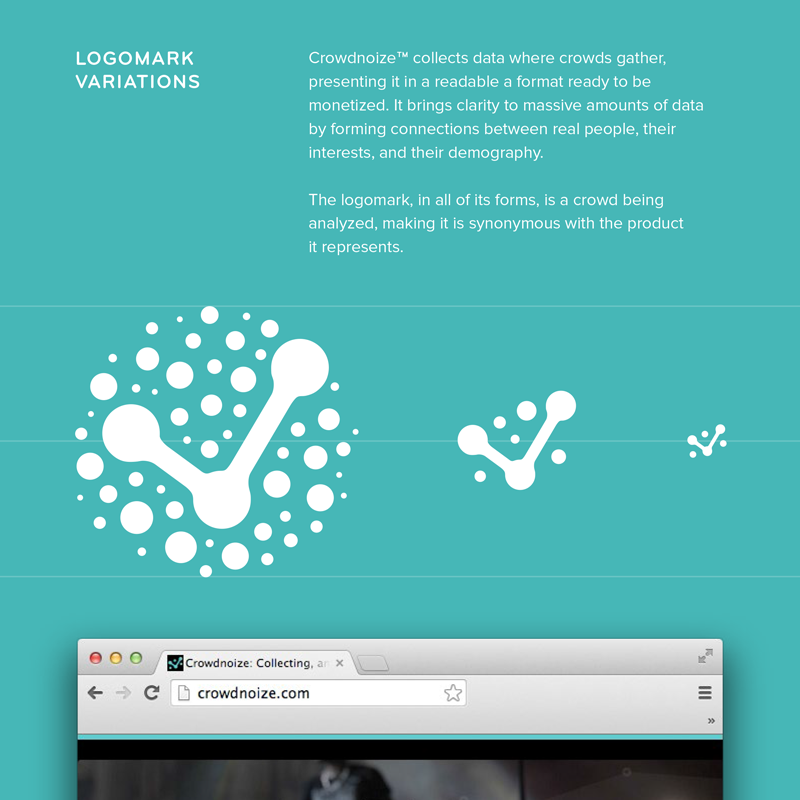 LOGOMARK
VARIATIONS
Crowdnoize™ collects data where crowds gather,
presenting it in a readable a format ready to be
monetized. It brings clarity to massive amounts of data
by forming connections between real people, their
interests, and their demography.
The logomark, in all of its forms, is a crowd being
analyzed, making it is synonymous with the product
it represents.
Crowdnoize: Collecting, an
crowdnoize.com